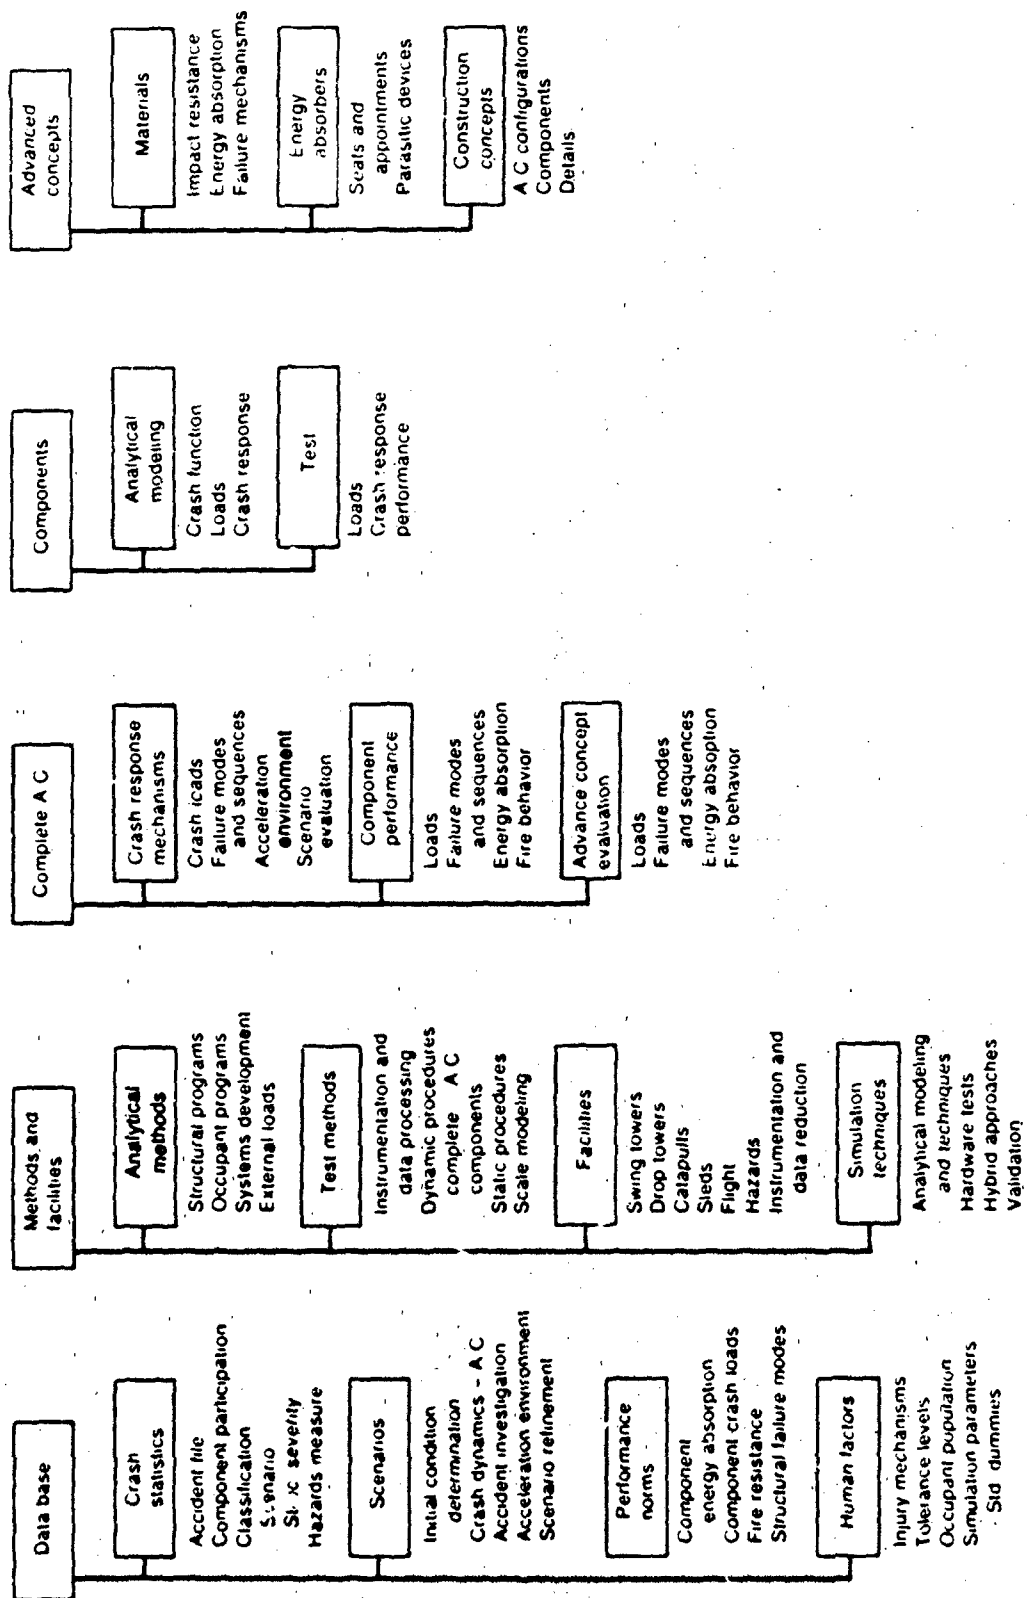 Data base
Crash
statistics
Accident file
Component participation
Classification
Scenario
severity
Hazards measure
Scenarios
Initial condition
determination
Crash dynamics - A C
Accident investigation
Acceleration environment
Scenario refinement
Performance
norms
Component
energy absorption
Component crash loads
Fire resistance
Structural failure modes
Human factors
Injury mechanisms
Tolerance levels
Occupant population
Simulation parameters
Std dummies
Methods and
facilities
Analytical
methods
Structural programs
Occupant programs
Systems development
External loads
Test methods
Instrumentation and
data processing
Dynamic procedures
complete A C
components
Static procedures
Scale modeling
Facilities
Swing towers
Drop towers
Catapults
Sleds
Flight
Hazards
Instrumentation and
data reduction
Simulation
techniques
Analytical modeling
and techniques
Hardware tests
Hybrid approaches
Validation
Complete A C
Crash response
mechanisms
Crash loads
Failure modes
and sequences
Acceleration
environment
Scenario
evaluation
Component
performance
Loads
Failure modes
and sequences
Energy absorption
Fire behavior
Advance concept
evaluation
Loads
Failure modes
and sequences
Energy absoption
Fire behavior
Components
Analytical
modeling
Crash function
Loads
Crash response
Test
Loads
Crash response
performance
Advanced
concepts
Materials
Impact resistance
Energy absorption
Failure mechanisms
Energy
absorbers
Seats and
appointments
Parasitic devices
Construction
concepts
A C configurations
Components
Details